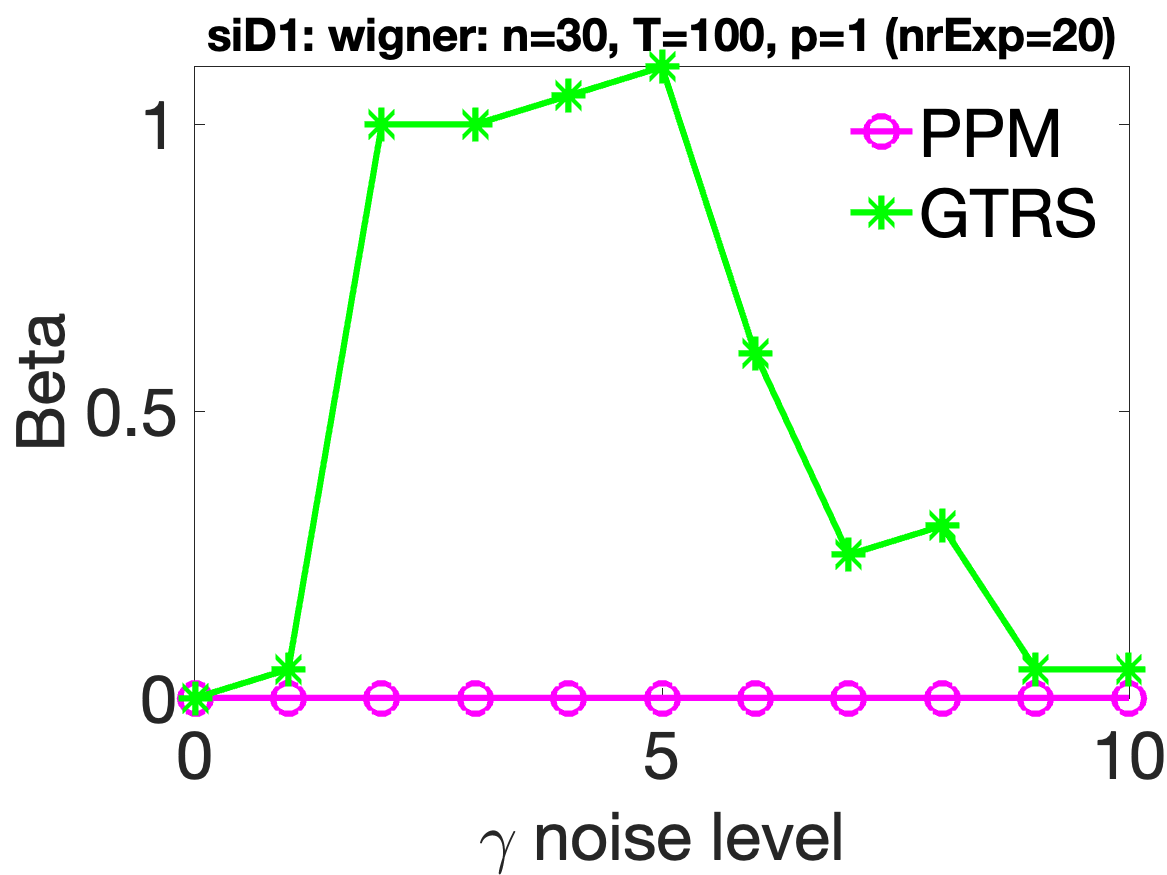 siD1: wigner: n=30, T=100, p=1 (nrExp=20)
PPM
GTRS
1
0.5
0
Beta
0
5
10
γ noise level